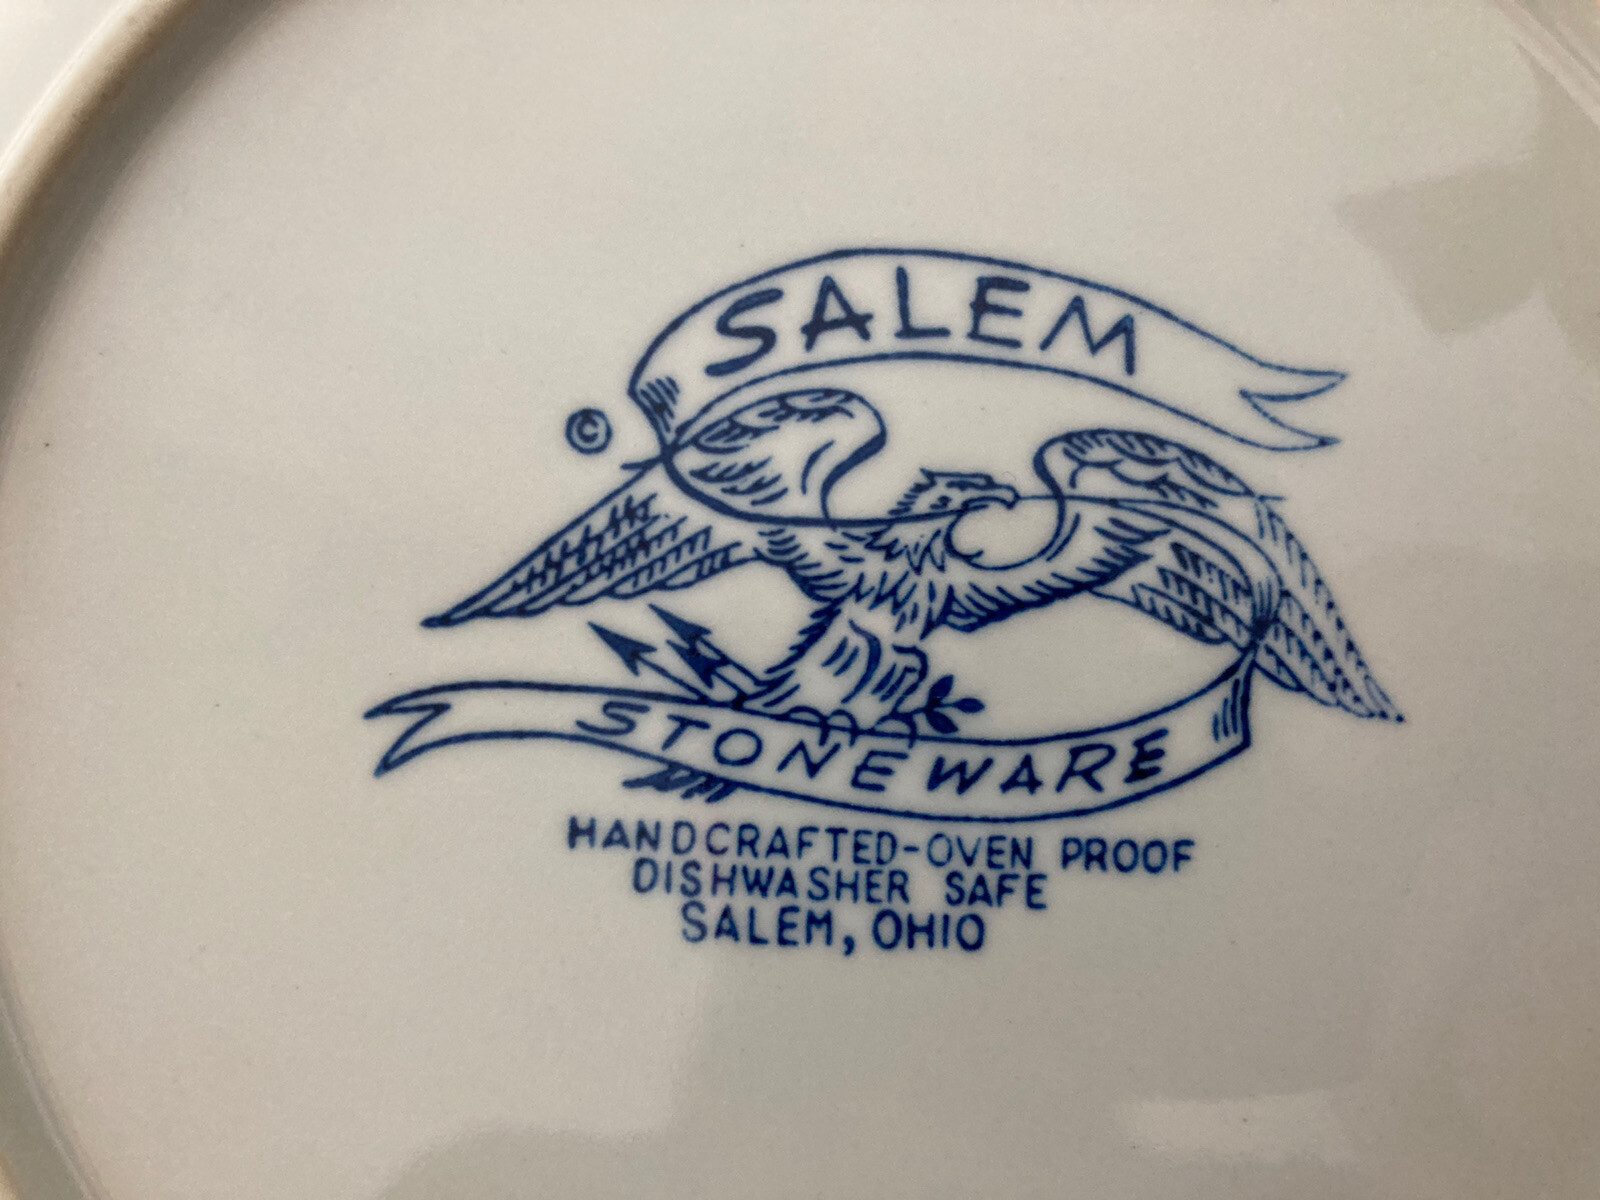 SALEM
©
STONEWARE
HANDCRAFTED-OVEN PROOF
DISHWASHER SAFE
SALEM, OHIO